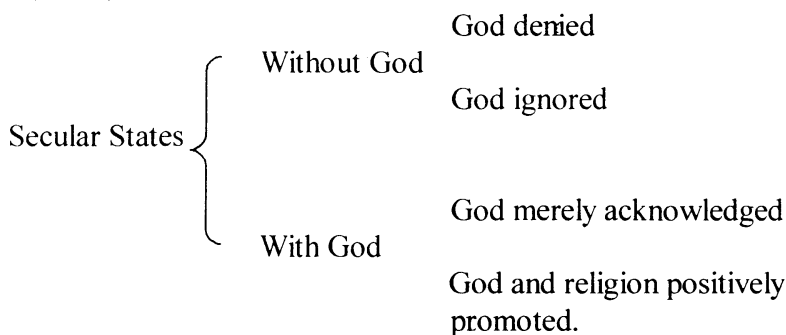 God denied
Without God
God ignored
Secular States
God merely acknowledged
With God
God and religion positively
promoted.